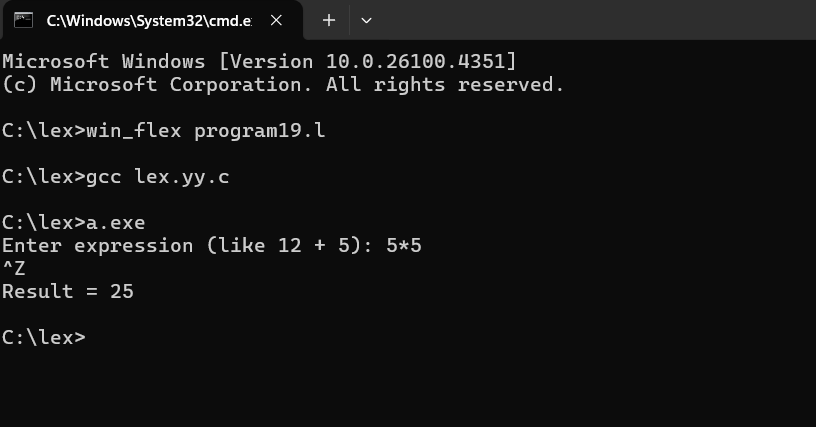 C:\Windows\System32\cmd.e
Microsoft Windows [Version 10.0.26100.4351]
(c) Microsoft Corporation. All rights reserved.
C:\lex>win_flex program19.l
C:\lex>gcc lex.yy.c
C:\lex>a.exe
Enter expression (like 12 + 5): 5*5
^Z
Result = 25
C:\lex>